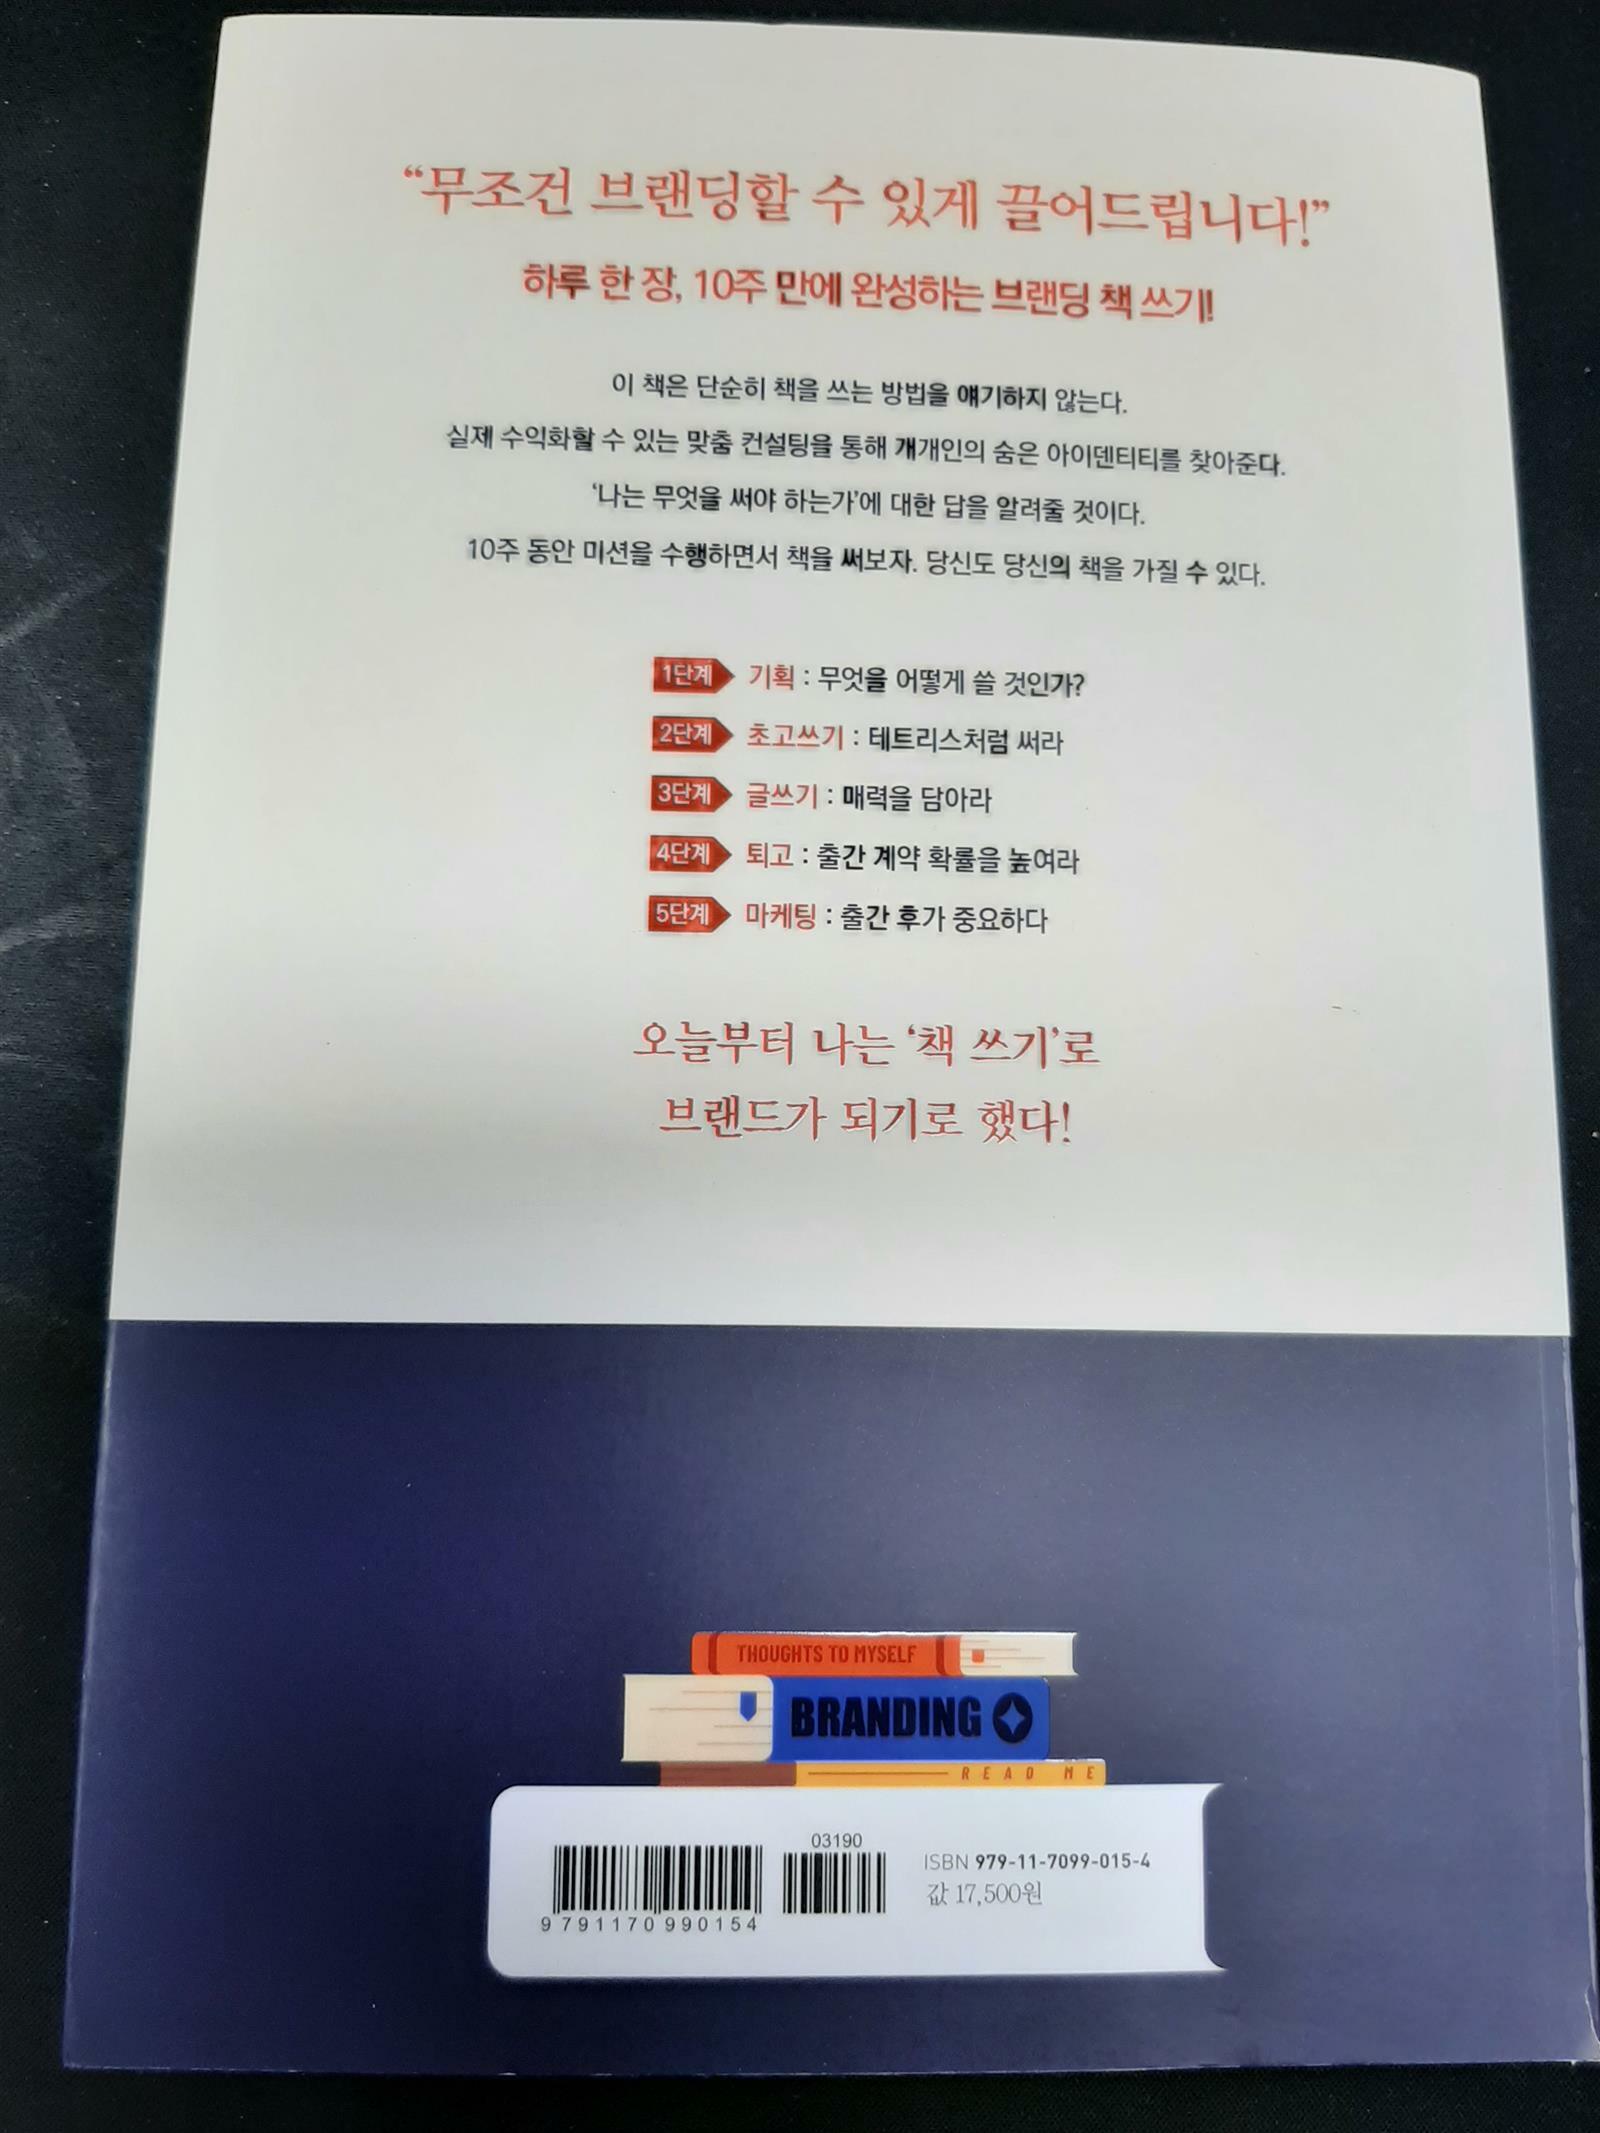 “무조건 브랜딩할 수 있게 끌어드립니다!”
하루 한 장, 10주 만에 완성하는 브랜딩 책 쓰기!
이 책은 단순히 책을 쓰는 방법을 얘기하지 않는다.
실제 수익화할 수 있는 맞춤 컨설팅을 통해 개개인의 숨은 아이덴티티를 찾아준다.
‘나는 무엇을 써야 하는가’에 대한 답을 알려줄 것이다.
10주 동안 미션을 수행하면서 책을 써보자. 당신도 당신의 책을 가질 수 있다.
1단계 기획 : 무엇을 어떻게 쓸 것인가?
2단계 초고쓰기 : 테트리스처럼 써라
3단계 글쓰기 : 매력을 담아라
4단계 퇴고 : 출간 계약 확률을 높여라
5단계 마케팅 : 출간 후가 중요하다
오늘부터 나는 ‘책 쓰기’로
브랜드가 되기로 했다!
THOUGHTS TO MYSELF
BRANDING
READ ME
03190
ISBN 979-11-7099-015-4
값 17,500원
9 791170 990154